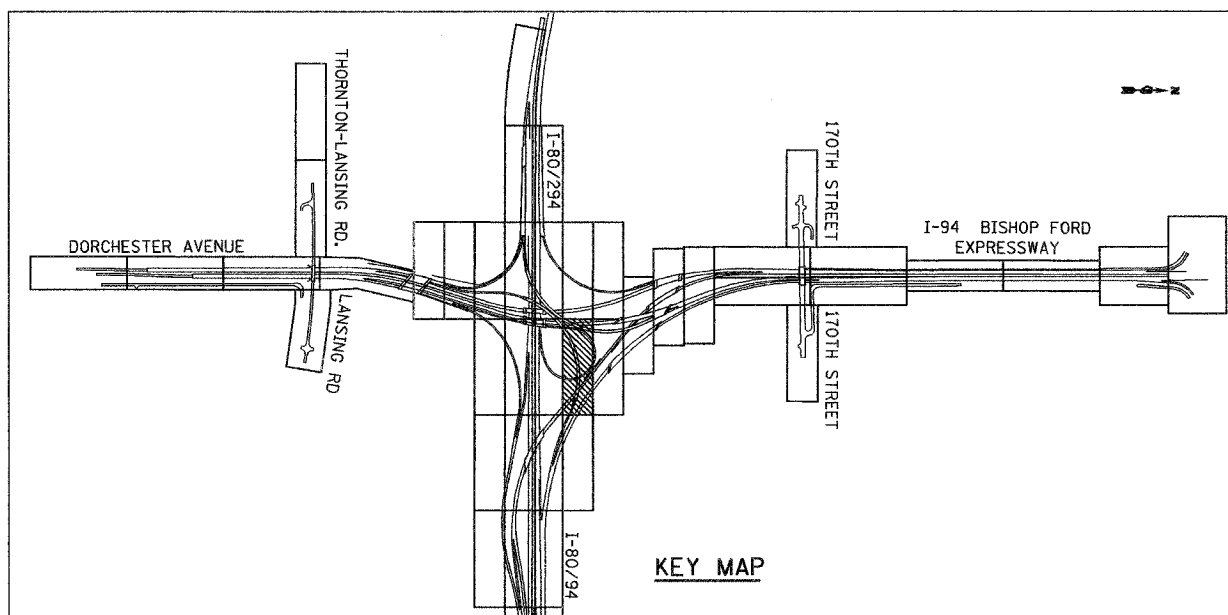 THORNTON-LANSING RD.
LANSING RD
DORCHESTER AVENUE
I-80/294
I-80/94
170TH STREET
170TH STREET
I-94 BISHOP FORD
EXPRESSWAY
N
KEY MAP